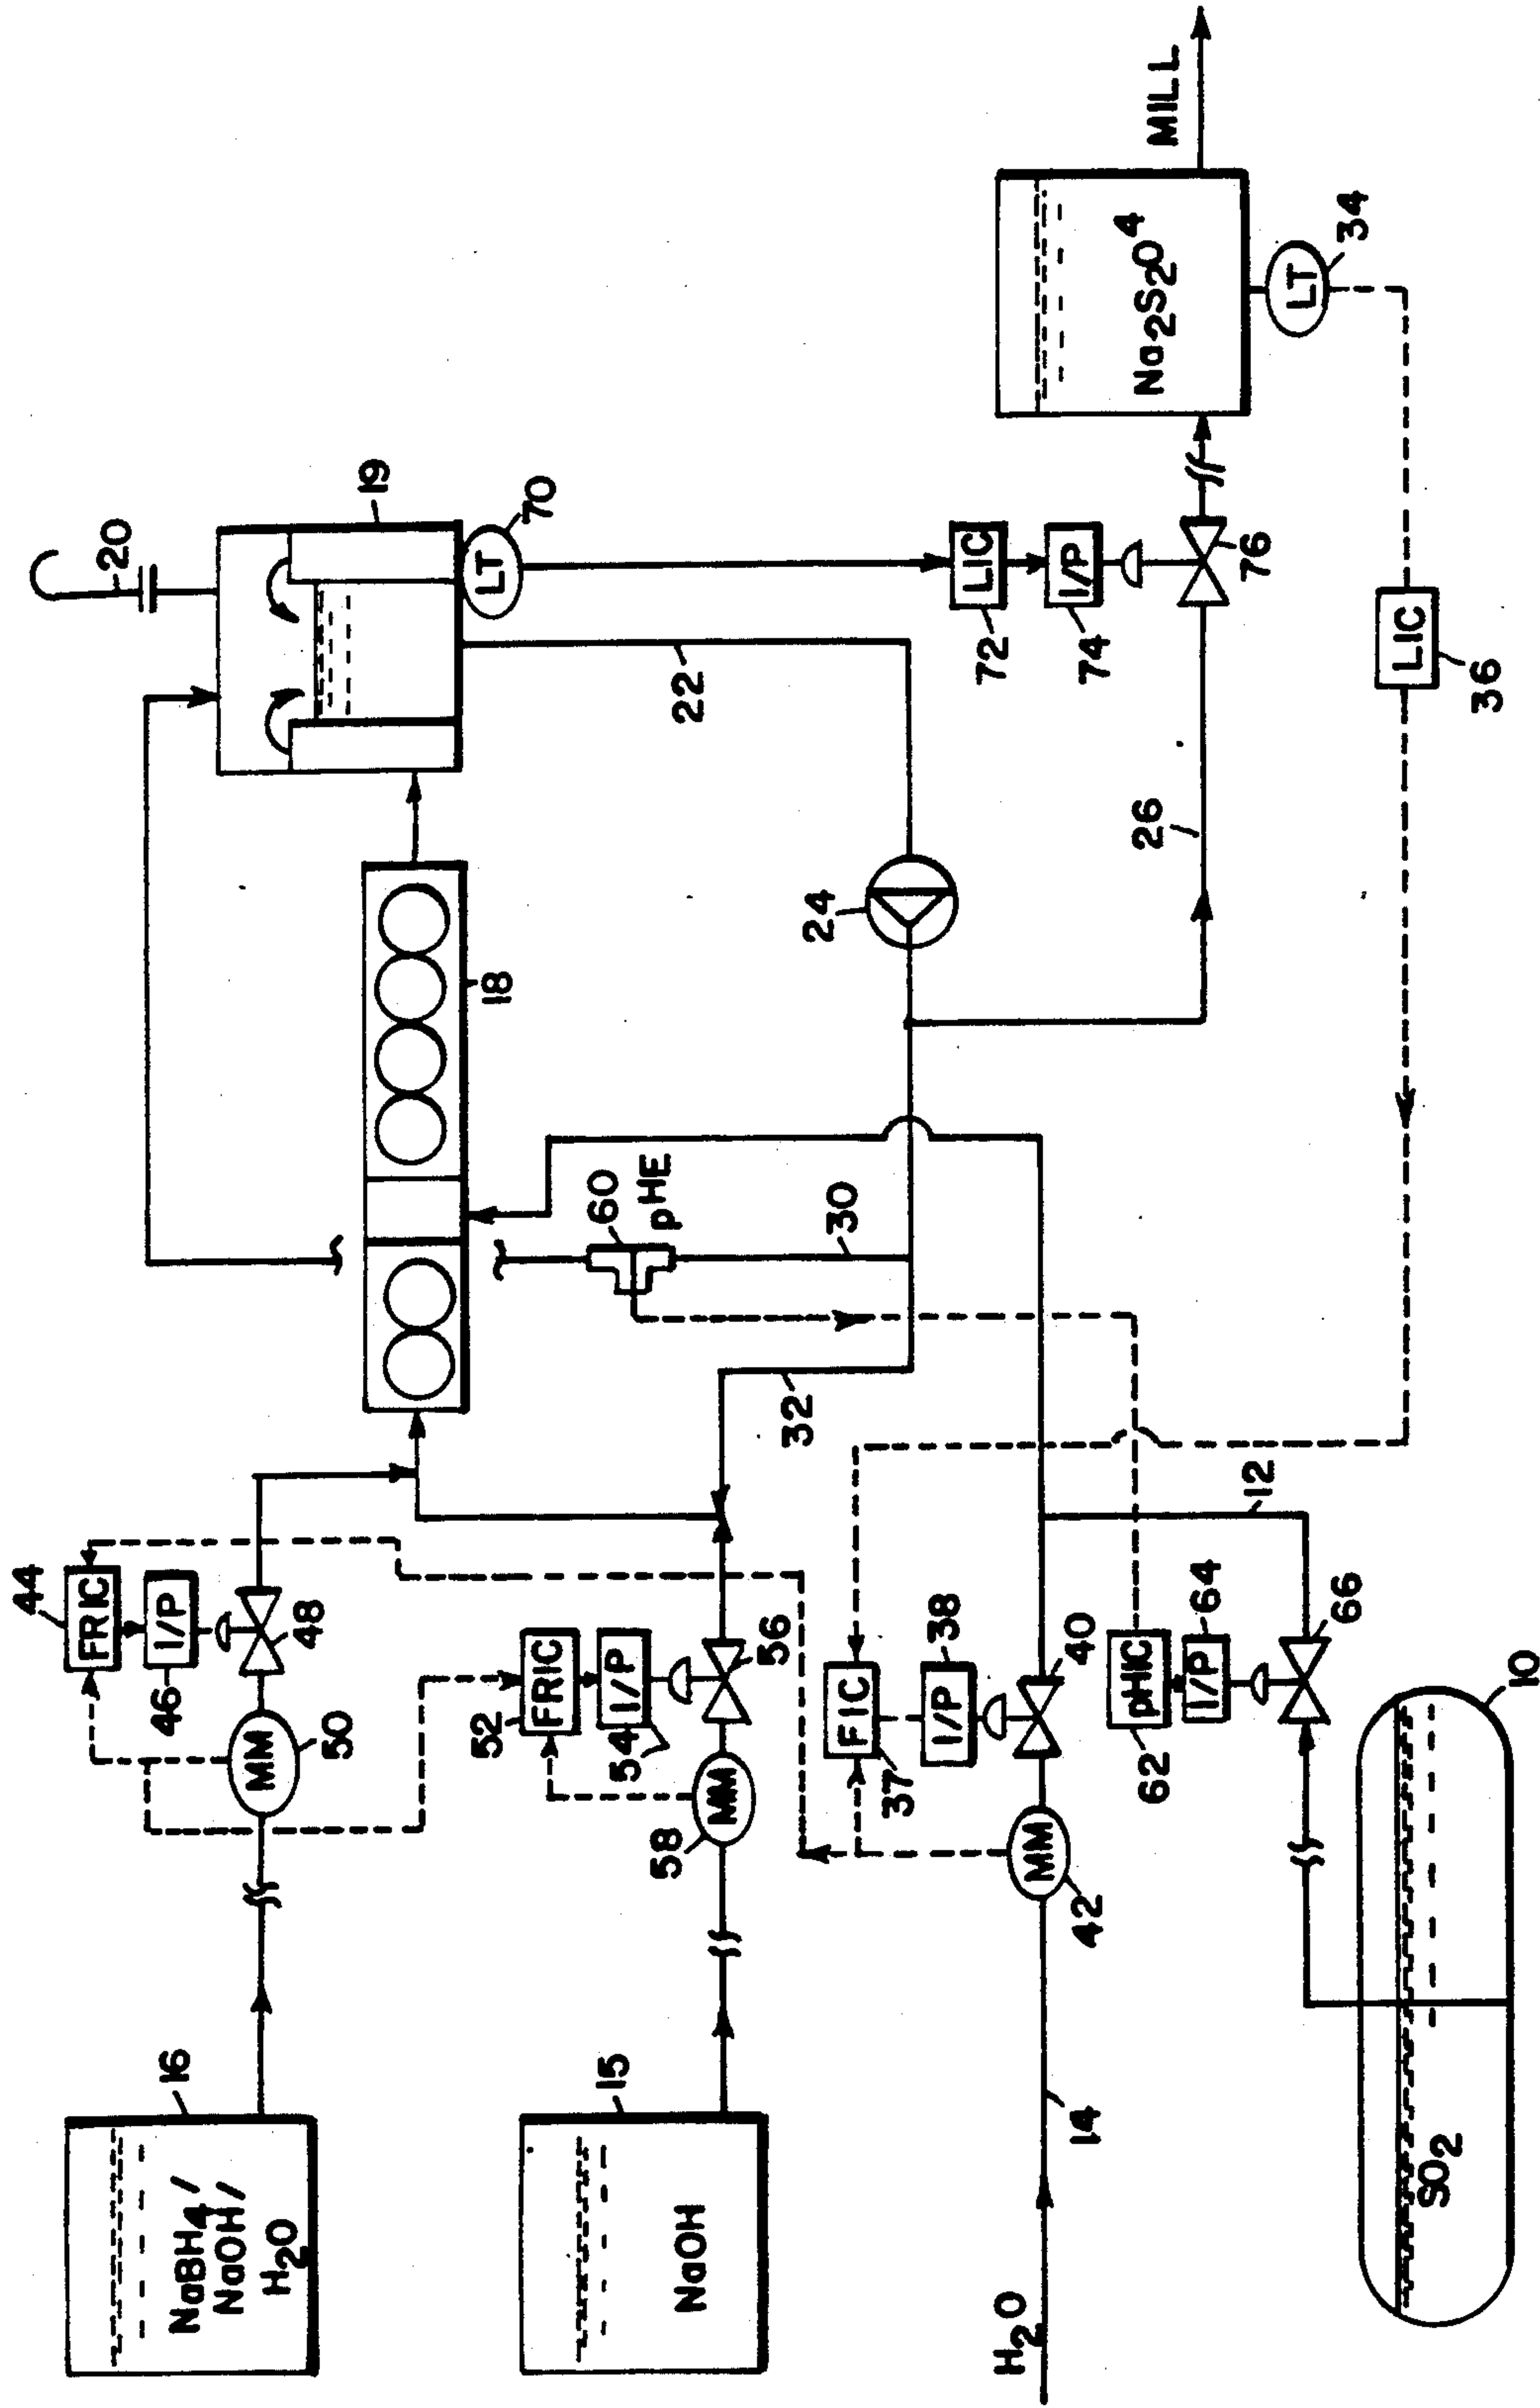 NaBH4/
NaOH/
H2O
16
MM
50
44
FRIC
46
I/P
48
NaOH
15
MM
58
52
FRIC
54
I/P
56
H2O
14
MM
42
37
FIC
I/P
38
40
SO2
10
62
pHIC
I/P
64
66
12
32
30
60
pHE
18
24
26
20
19
LT
70
22
72
LIC
74
I/P
76
Na2S2O4
MILL
LT
34
LIC
36